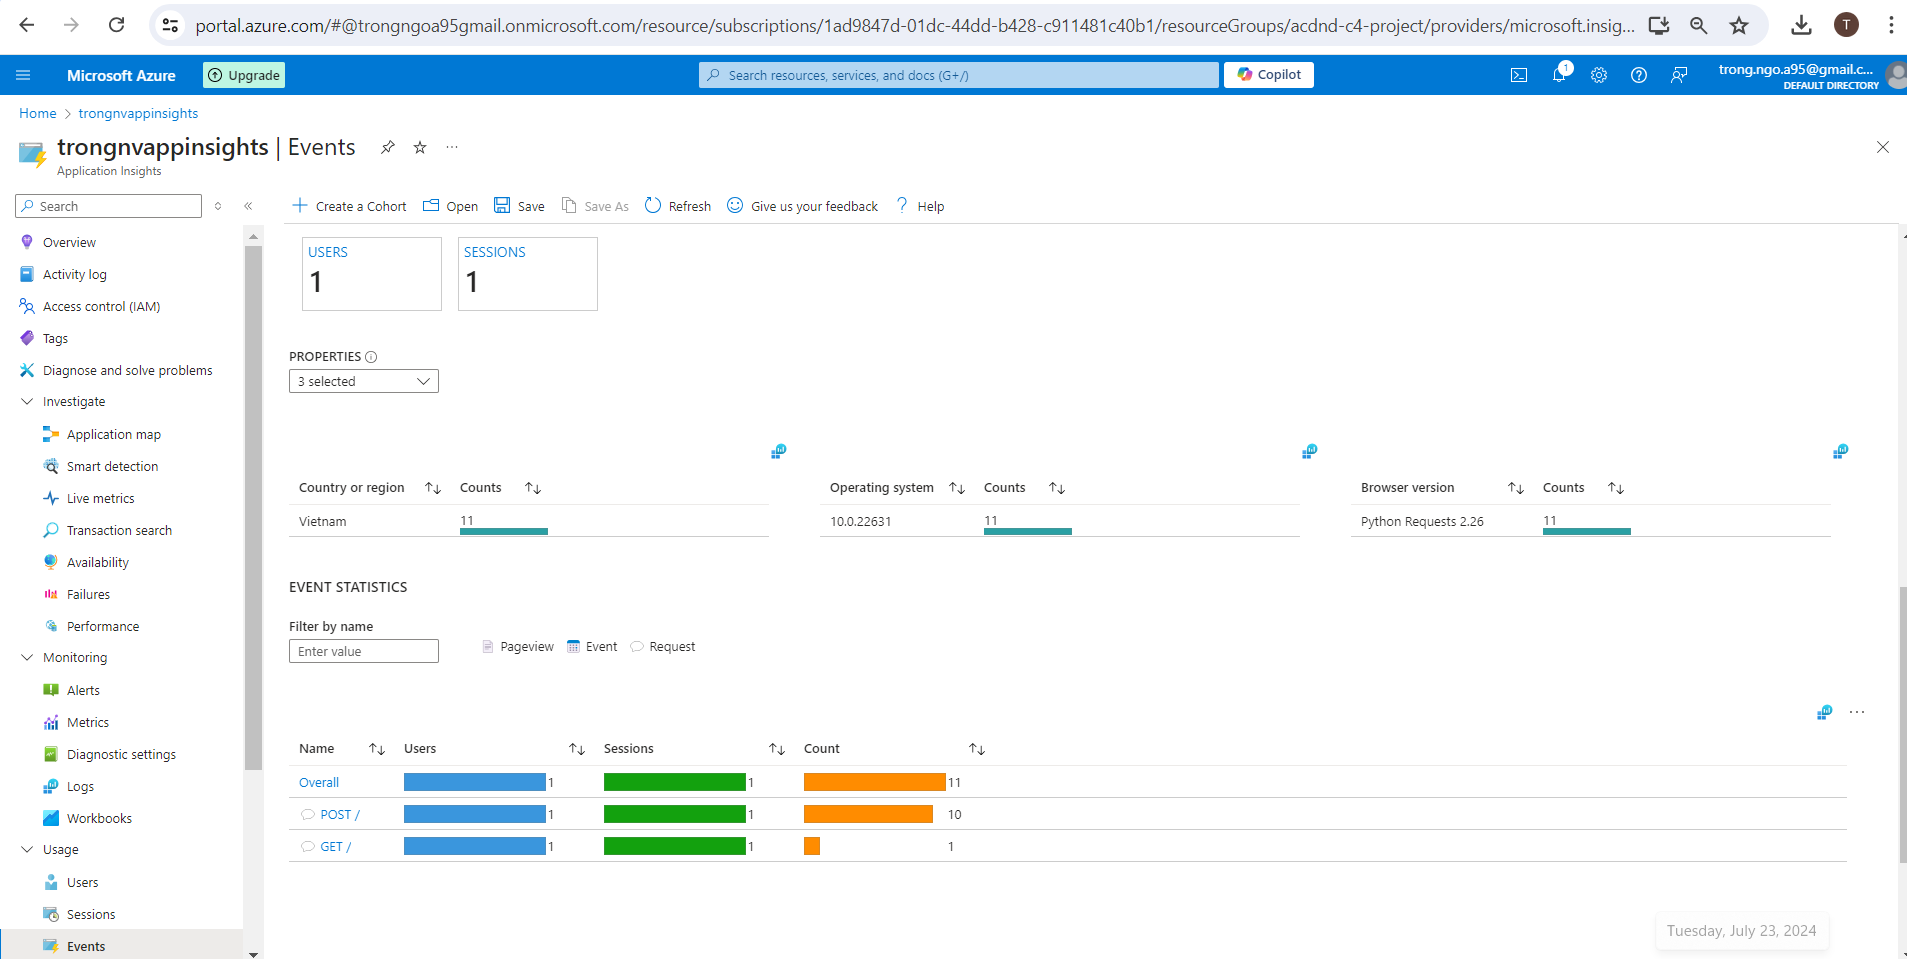 portal.azure.com/#@trongngoa95gmail.onmicrosoft.com/resource/subscriptions/1ad9847d-01dc-44dd-b428-c911481c40b1/resourceGroups/acdnd-c4-project/providers/microsoft.insig...
T
Microsoft Azure
Upgrade
Search resources, services, and docs (G+/)
Copilot
1
trong.ngo.a95@gmail.c...
DEFAULT DIRECTORY
Home > trongnvappinsights
trongnvappinsights | Events
Application Insights
Search
Create a Cohort
Open
Save
Save As
Refresh
Give us your feedback
Help
Overview
Activity log
Access control (IAM)
Tags
Diagnose and solve problems
Investigate
Application map
Smart detection
Live metrics
Transaction search
Availability
Failures
Performance
Monitoring
Alerts
Metrics
Diagnostic settings
Logs
Workbooks
Usage
Users
Sessions
Events
USERS
1
SESSIONS
1
PROPERTIES
3 selected
Country or region Counts
Vietnam 11
Operating system Counts
10.0.22631 11
Browser version Counts
Python Requests 2.26 11
EVENT STATISTICS
Filter by name
Enter value
Pageview
Event
Request
Name Users Sessions Count
Overall 1 1 11
POST / 1 1 10
GET / 1 1 1
Tuesday, July 23, 2024